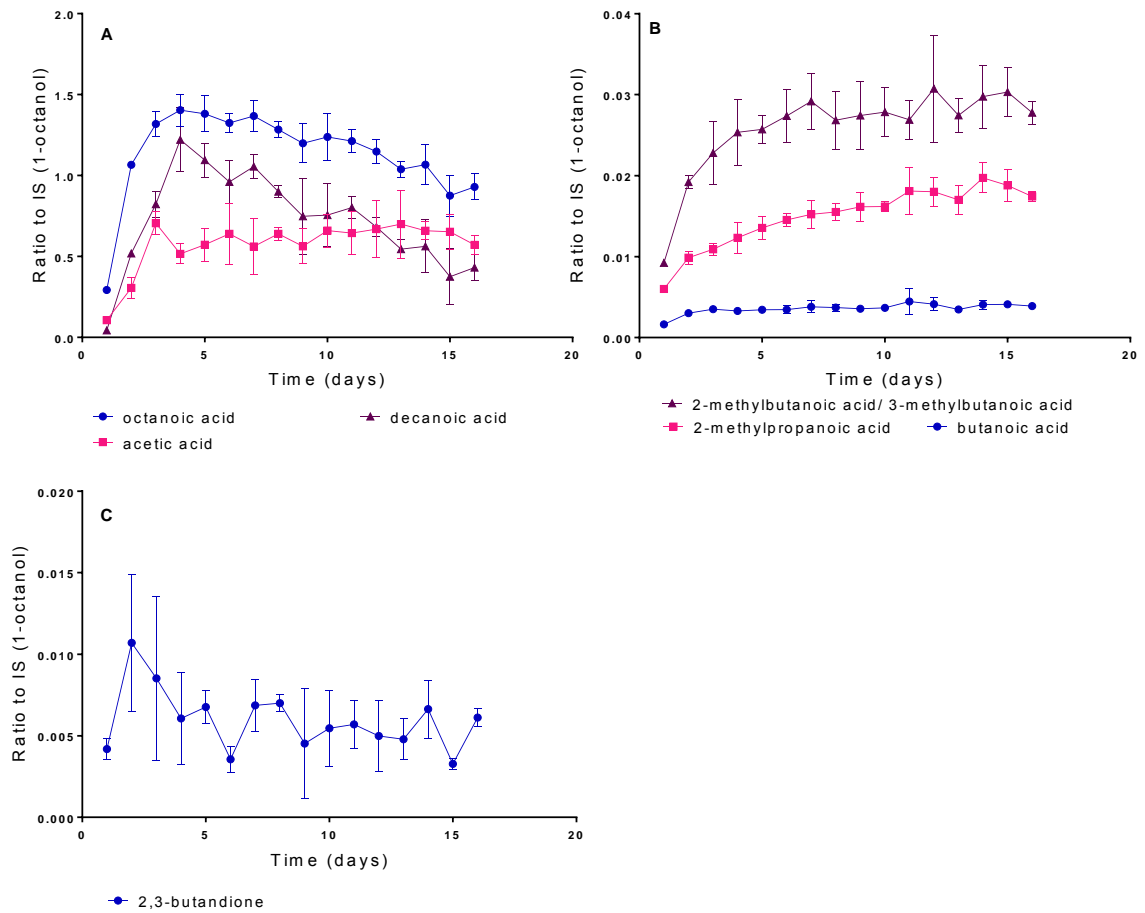 A
Ratio to IS (1-octanol)
2.0
1.5
1.0
0.5
0.0
0 5 10 15 20
Time (days)
octanoic acid
decanoic acid
acetic acid
B
Ratio to IS (1-octanol)
0.04
0.03
0.02
0.01
0.00
0 5 10 15 20
Time (days)
2-methylbutanoic acid/ 3-methylbutanoic acid
2-methylpropanoic acid
butanoic acid
C
Ratio to IS (1-octanol)
0.020
0.015
0.010
0.005
0.000
0 5 10 15 20
Time (days)
2,3-butandione